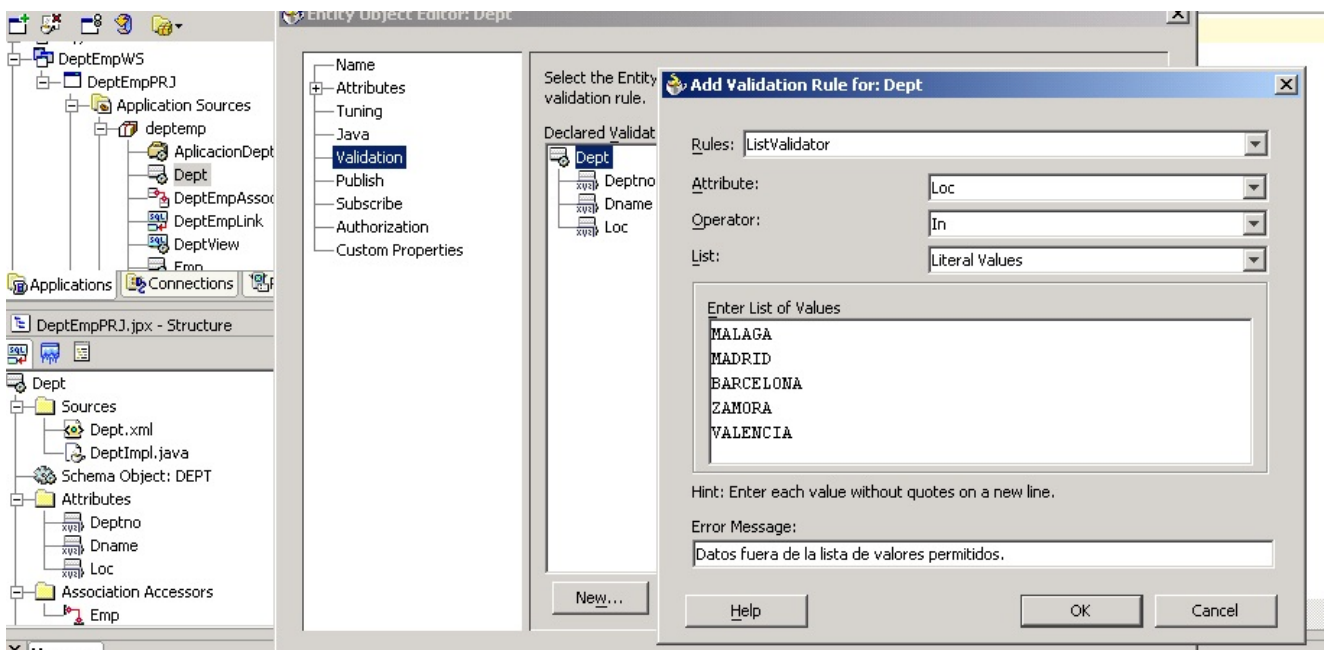 Entity Object Editor: Dept
DeptEmpWS
DeptEmpPRJ
Application Sources
deptemp
AplicacionDept
Dept
DeptEmpAssoc
DeptEmpLink
DeptView
Emp
Applications
Connections
DeptEmpPRJ.jpx - Structure
Dept
Sources
Dept.xml
DeptImpl.java
Schema Object: DEPT
Attributes
Deptno
Dname
Loc
Association Accessors
Emp
Name
Attributes
Tuning
Java
Validation
Publish
Subscribe
Authorization
Custom Properties
Select the Entity
validation rule.
Declared Validat
Dept
Deptno
Dname
Loc
New...
Add Validation Rule for: Dept
Rules: ListValidator
Attribute: Loc
Operator: In
List: Literal Values
Enter List of Values
MALAGA
MADRID
BARCELONA
ZAMORA
VALENCIA
Hint: Enter each value without quotes on a new line.
Error Message:
Datos fuera de la lista de valores permitidos.
Help
OK
Cancel